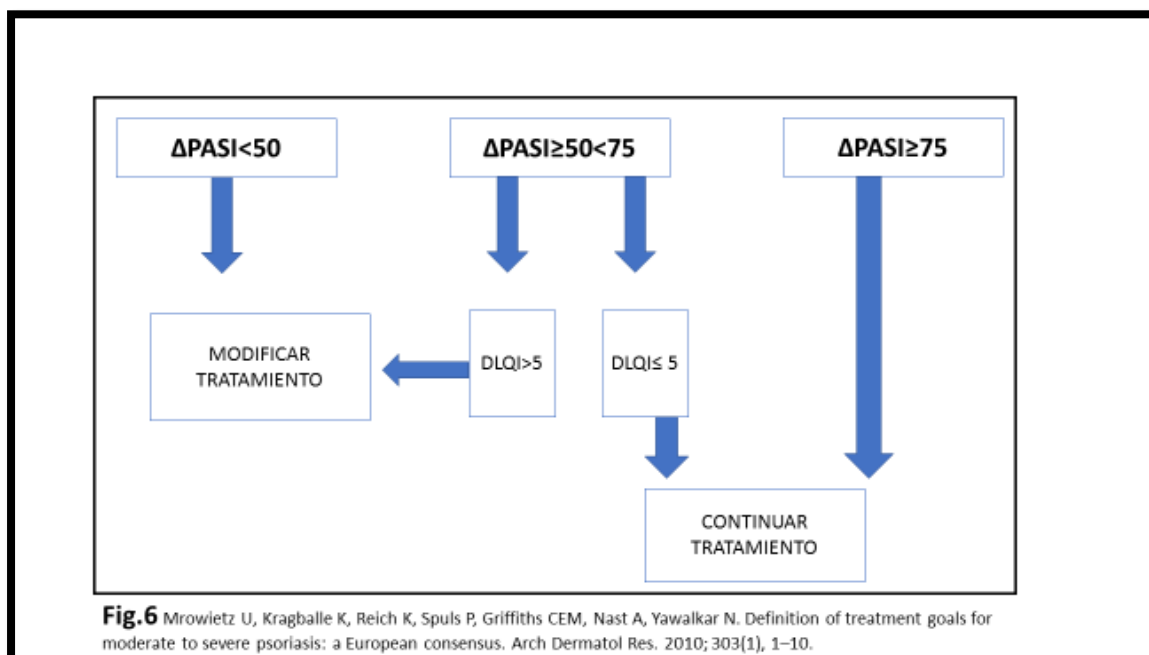 ΔPASI<50
ΔPASI≥50<75
ΔPASI≥75
MODIFICAR
TRATAMIENTO
DLQI>5
DLQI≤ 5
CONTINUAR
TRATAMIENTO
Fig.6 Mrowietz U, Kragballe K, Reich K, Spuls P, Griffiths CEM, Nast A, Yawalkar N. Definition of treatment goals for
moderate to severe psoriasis: a European consensus. Arch Dermatol Res. 2010; 303(1), 1–10.